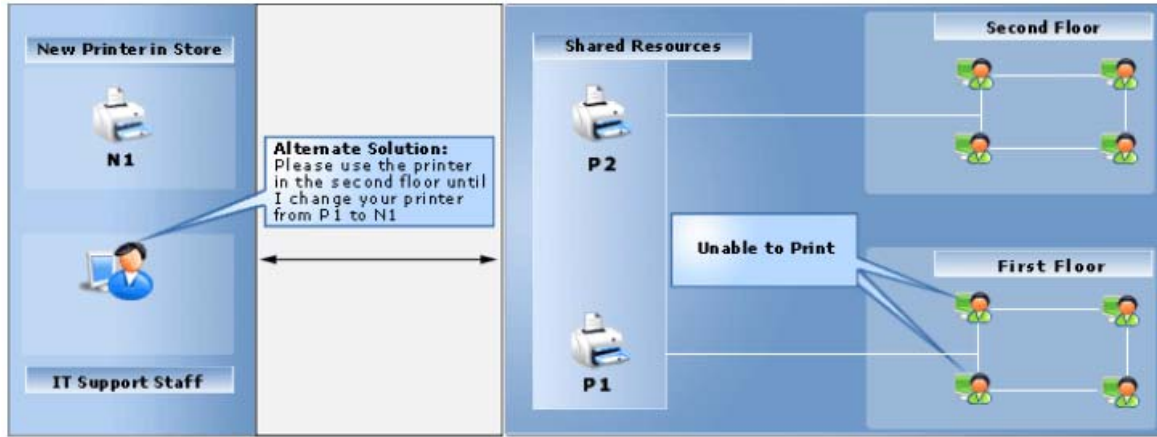 New Printer in Store
N1
Alternate Solution:
Please use the printer
in the second floor until
I change your printer
from P1 to N1
IT Support Staff
Shared Resources
P2
P1
Second Floor
Unable to Print
First Floor